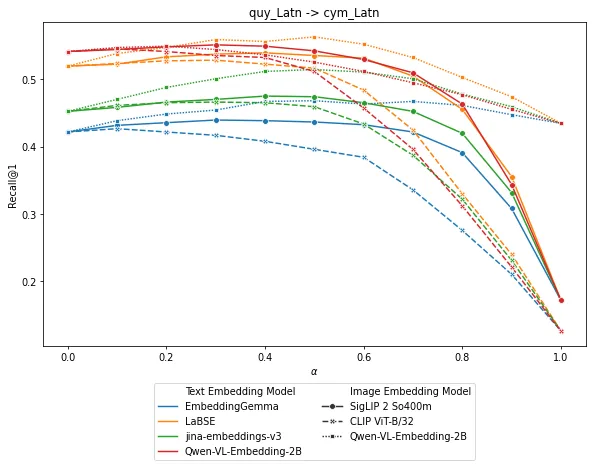 quy_Latn -> cym_Latn
Recall@1
0.5
0.4
0.3
0.2
0.0 0.2 0.4 0.6 0.8 1.0
α
Text Embedding Model
EmbeddingGemma
LaBSE
jina-embeddings-v3
Qwen-VL-Embedding-2B
Image Embedding Model
SigLIP 2 So400m
CLIP ViT-B/32
Qwen-VL-Embedding-2B